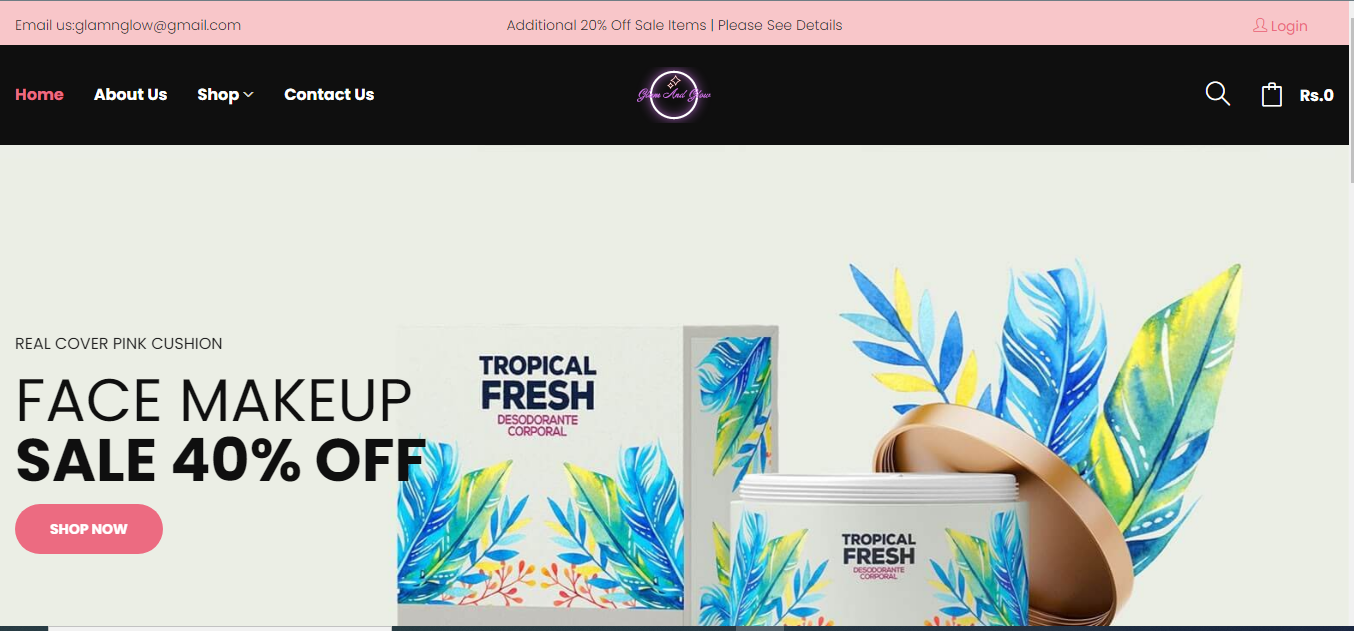 Email us:glamnglow@gmail.com
Additional 20% Off Sale Items | Please See Details
Login
Home
About Us
Shop
Contact Us
Glam And Glow
Rs.0
REAL COVER PINK CUSHION
FACE MAKEUP
SALE 40% OFF
SHOP NOW
TROPICAL
FRESH
DESODORANTE
CORPORAL
TROPICAL
FRESH
DESODORANTE
CORPORAL